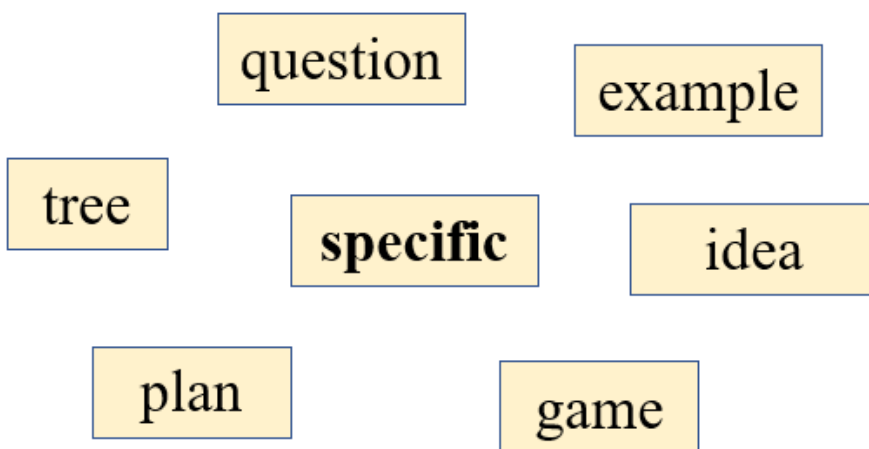 question
example
tree
specific
idea
plan
game